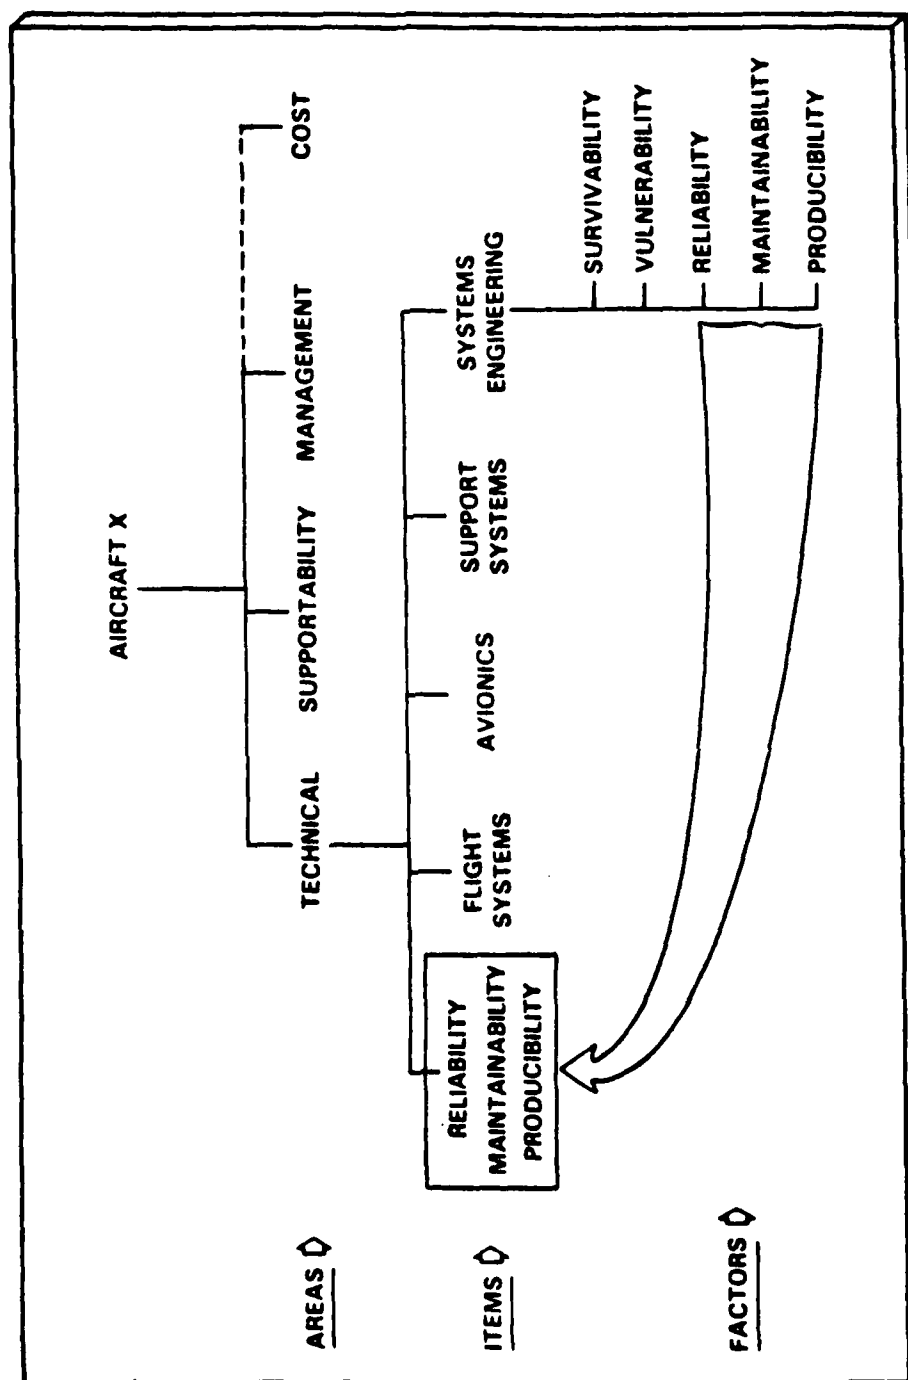 AIRCRAFT X
AREAS
TECHNICAL
SUPPORTABILITY
MANAGEMENT
COST
ITEMS
RELIABILITY
MAINTAINABILITY
PRODUCIBILITY
FLIGHT
SYSTEMS
AVIONICS
SUPPORT
SYSTEMS
SYSTEMS
ENGINEERING
FACTORS
SURVIVABILITY
VULNERABILITY
RELIABILITY
MAINTAINABILITY
PRODUCIBILITY